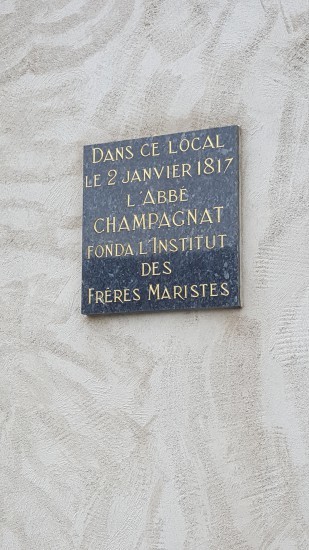 DANS CE LOCAL
LE 2 JANVIER 1817
L'ABBÉ
CHAMPAGNAT
FONDA L'INSTITUT
DES
FRÈRES MARISTES